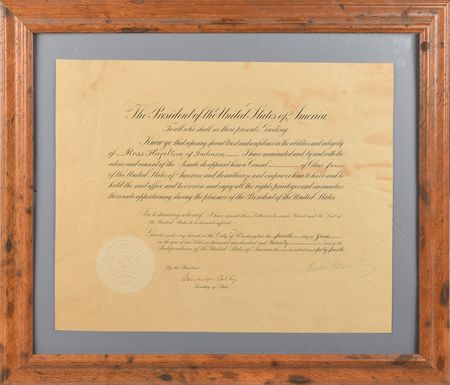 The President of the United States of America
To all who shall see these presents, Greeting:
Know ye, that reposing special trust and confidence in the abilities and integrity
of Ross Hazeltine, of Indiana I have nominated and, by and with the
advice and consent of the Senate do appoint him a Consul of Class four
of the United States of America and do authorize and empower him to have and to
hold the said office and to exercise and enjoy all the rights, privileges and immunities
thereunto appertaining during the pleasure of the President of the United States.
In testimony whereof, I have caused these Letters to be made Patent and the Seal of
the United States to be hereunto affixed.
Given under my hand at the City of Washington the fourth day of June
in the year of our Lord one thousand nine hundred and twenty and of the
Independence of the United States of America the one hundred and forty fourth
By the President:
Bainbridge Colby
Secretary of State